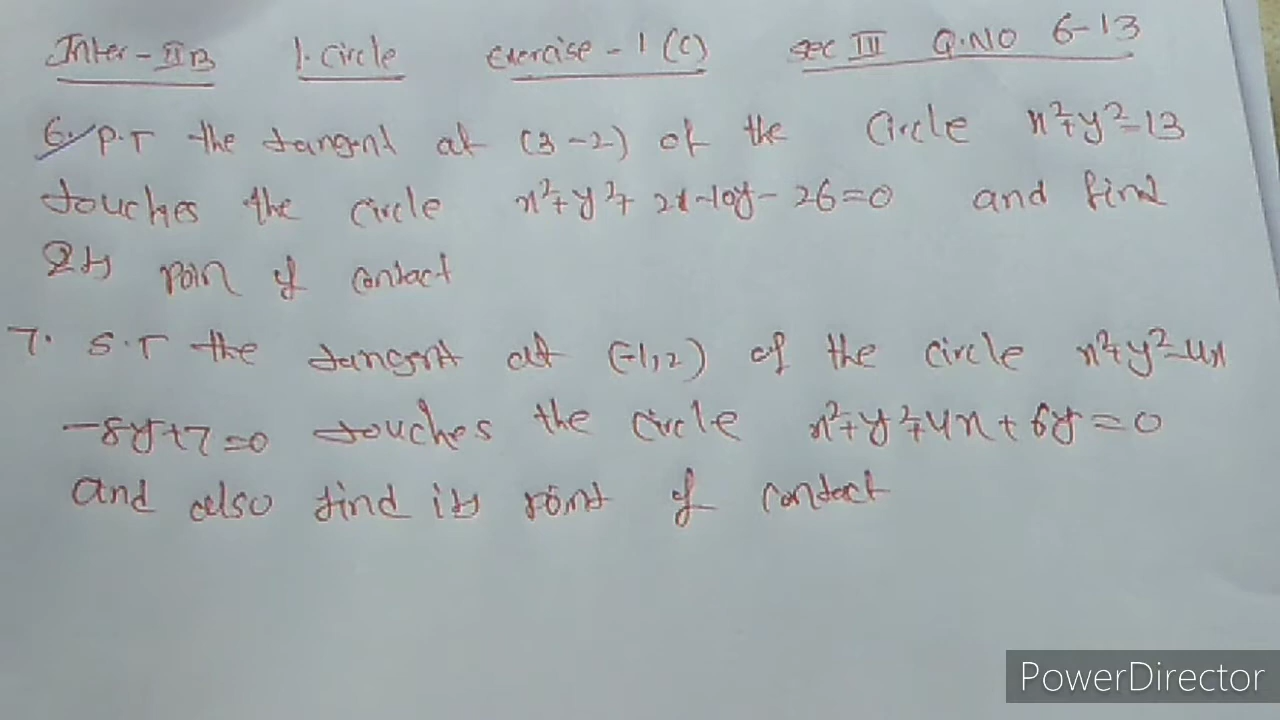 Inter-IIB 1. Circle Exercise-1(C) sec III Q.NO 6-13
6. P.T the tangent at (3-2) of the Circle x²+y²=13
touches the circle x²+y²+2x-10y-26=0 and find
its poin of contact
7. S.T the tangent at (-1,2) of the circle x²+y²-4x
-8y+7=0 touches the circle x²+y²+4x+6y=0
and also find its point of contact
PowerDirector